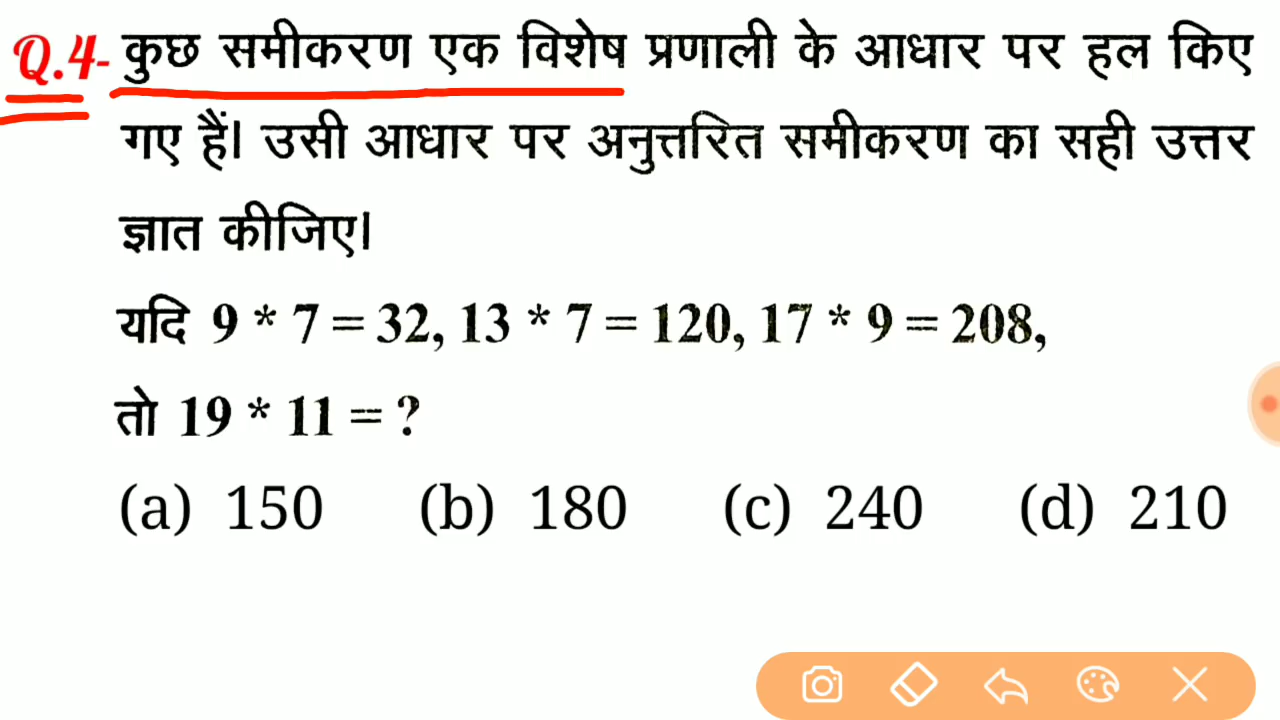 Q.4- कुछ समीकरण एक विशेष प्रणाली के आधार पर हल किए
गए हैं। उसी आधार पर अनुत्तरित समीकरण का सही उत्तर
ज्ञात कीजिए।
यदि 9 * 7 = 32, 13 * 7 = 120, 17 * 9 = 208,
तो 19 * 11 = ?
(a) 150 (b) 180 (c) 240 (d) 210